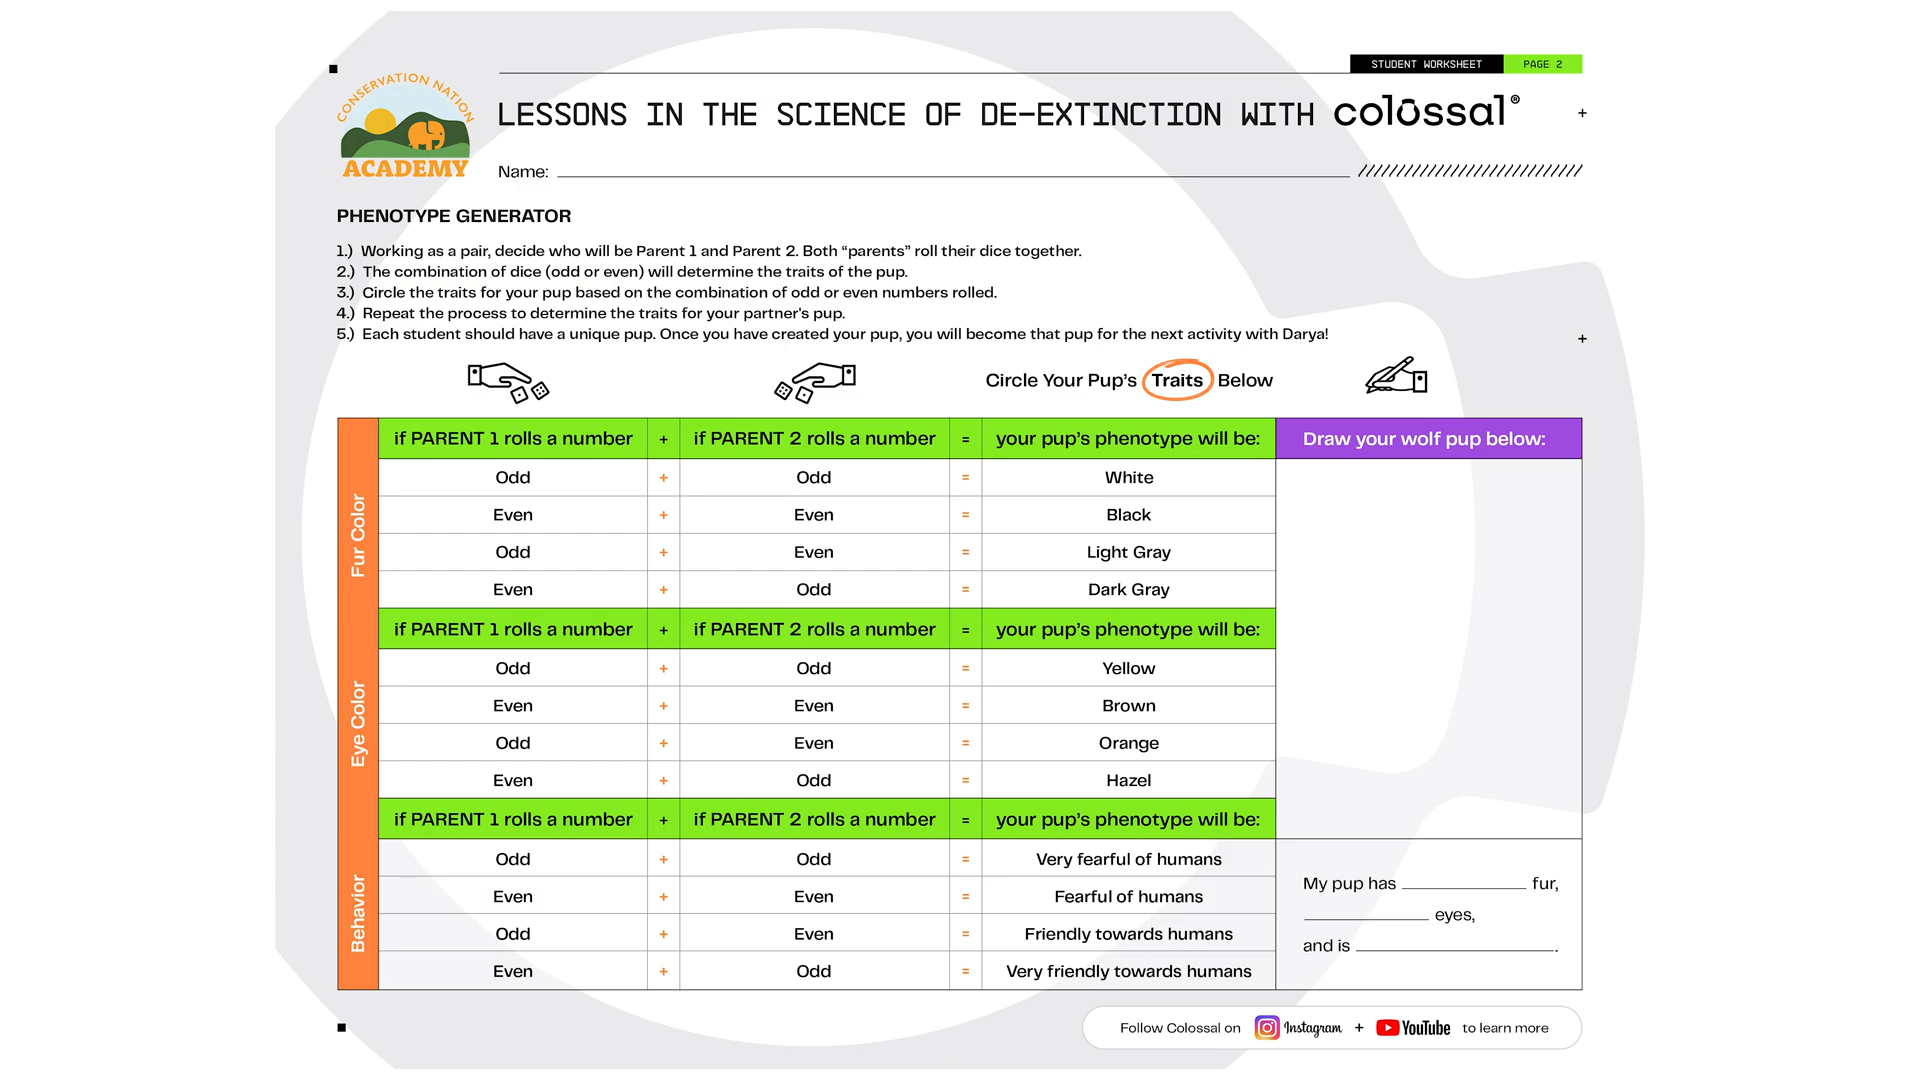 STUDENT WORKSHEET PAGE 2
CONSERVATION NATION
ACADEMY
LESSONS IN THE SCIENCE OF DE-EXTINCTION WITH colossal®
Name:
PHENOTYPE GENERATOR
1.) Working as a pair, decide who will be Parent 1 and Parent 2. Both “parents” roll their dice together.
2.) The combination of dice (odd or even) will determine the traits of the pup.
3.) Circle the traits for your pup based on the combination of odd or even numbers rolled.
4.) Repeat the process to determine the traits for your partner's pup.
5.) Each student should have a unique pup. Once you have created your pup, you will become that pup for the next activity with Darya!
Circle Your Pup’s Traits Below
Fur Color
if PARENT 1 rolls a number + if PARENT 2 rolls a number = your pup’s phenotype will be: Draw your wolf pup below:
Odd + Odd = White
Even + Even = Black
Odd + Even = Light Gray
Even + Odd = Dark Gray
Eye Color
if PARENT 1 rolls a number + if PARENT 2 rolls a number = your pup’s phenotype will be:
Odd + Odd = Yellow
Even + Even = Brown
Odd + Even = Orange
Even + Odd = Hazel
Behavior
if PARENT 1 rolls a number + if PARENT 2 rolls a number = your pup’s phenotype will be:
Odd + Odd = Very fearful of humans
Even + Even = Fearful of humans
Odd + Even = Friendly towards humans
Even + Odd = Very friendly towards humans
My pup has ____________ fur,
____________ eyes,
and is ____________________.
Follow Colossal on Instagram + YouTube to learn more